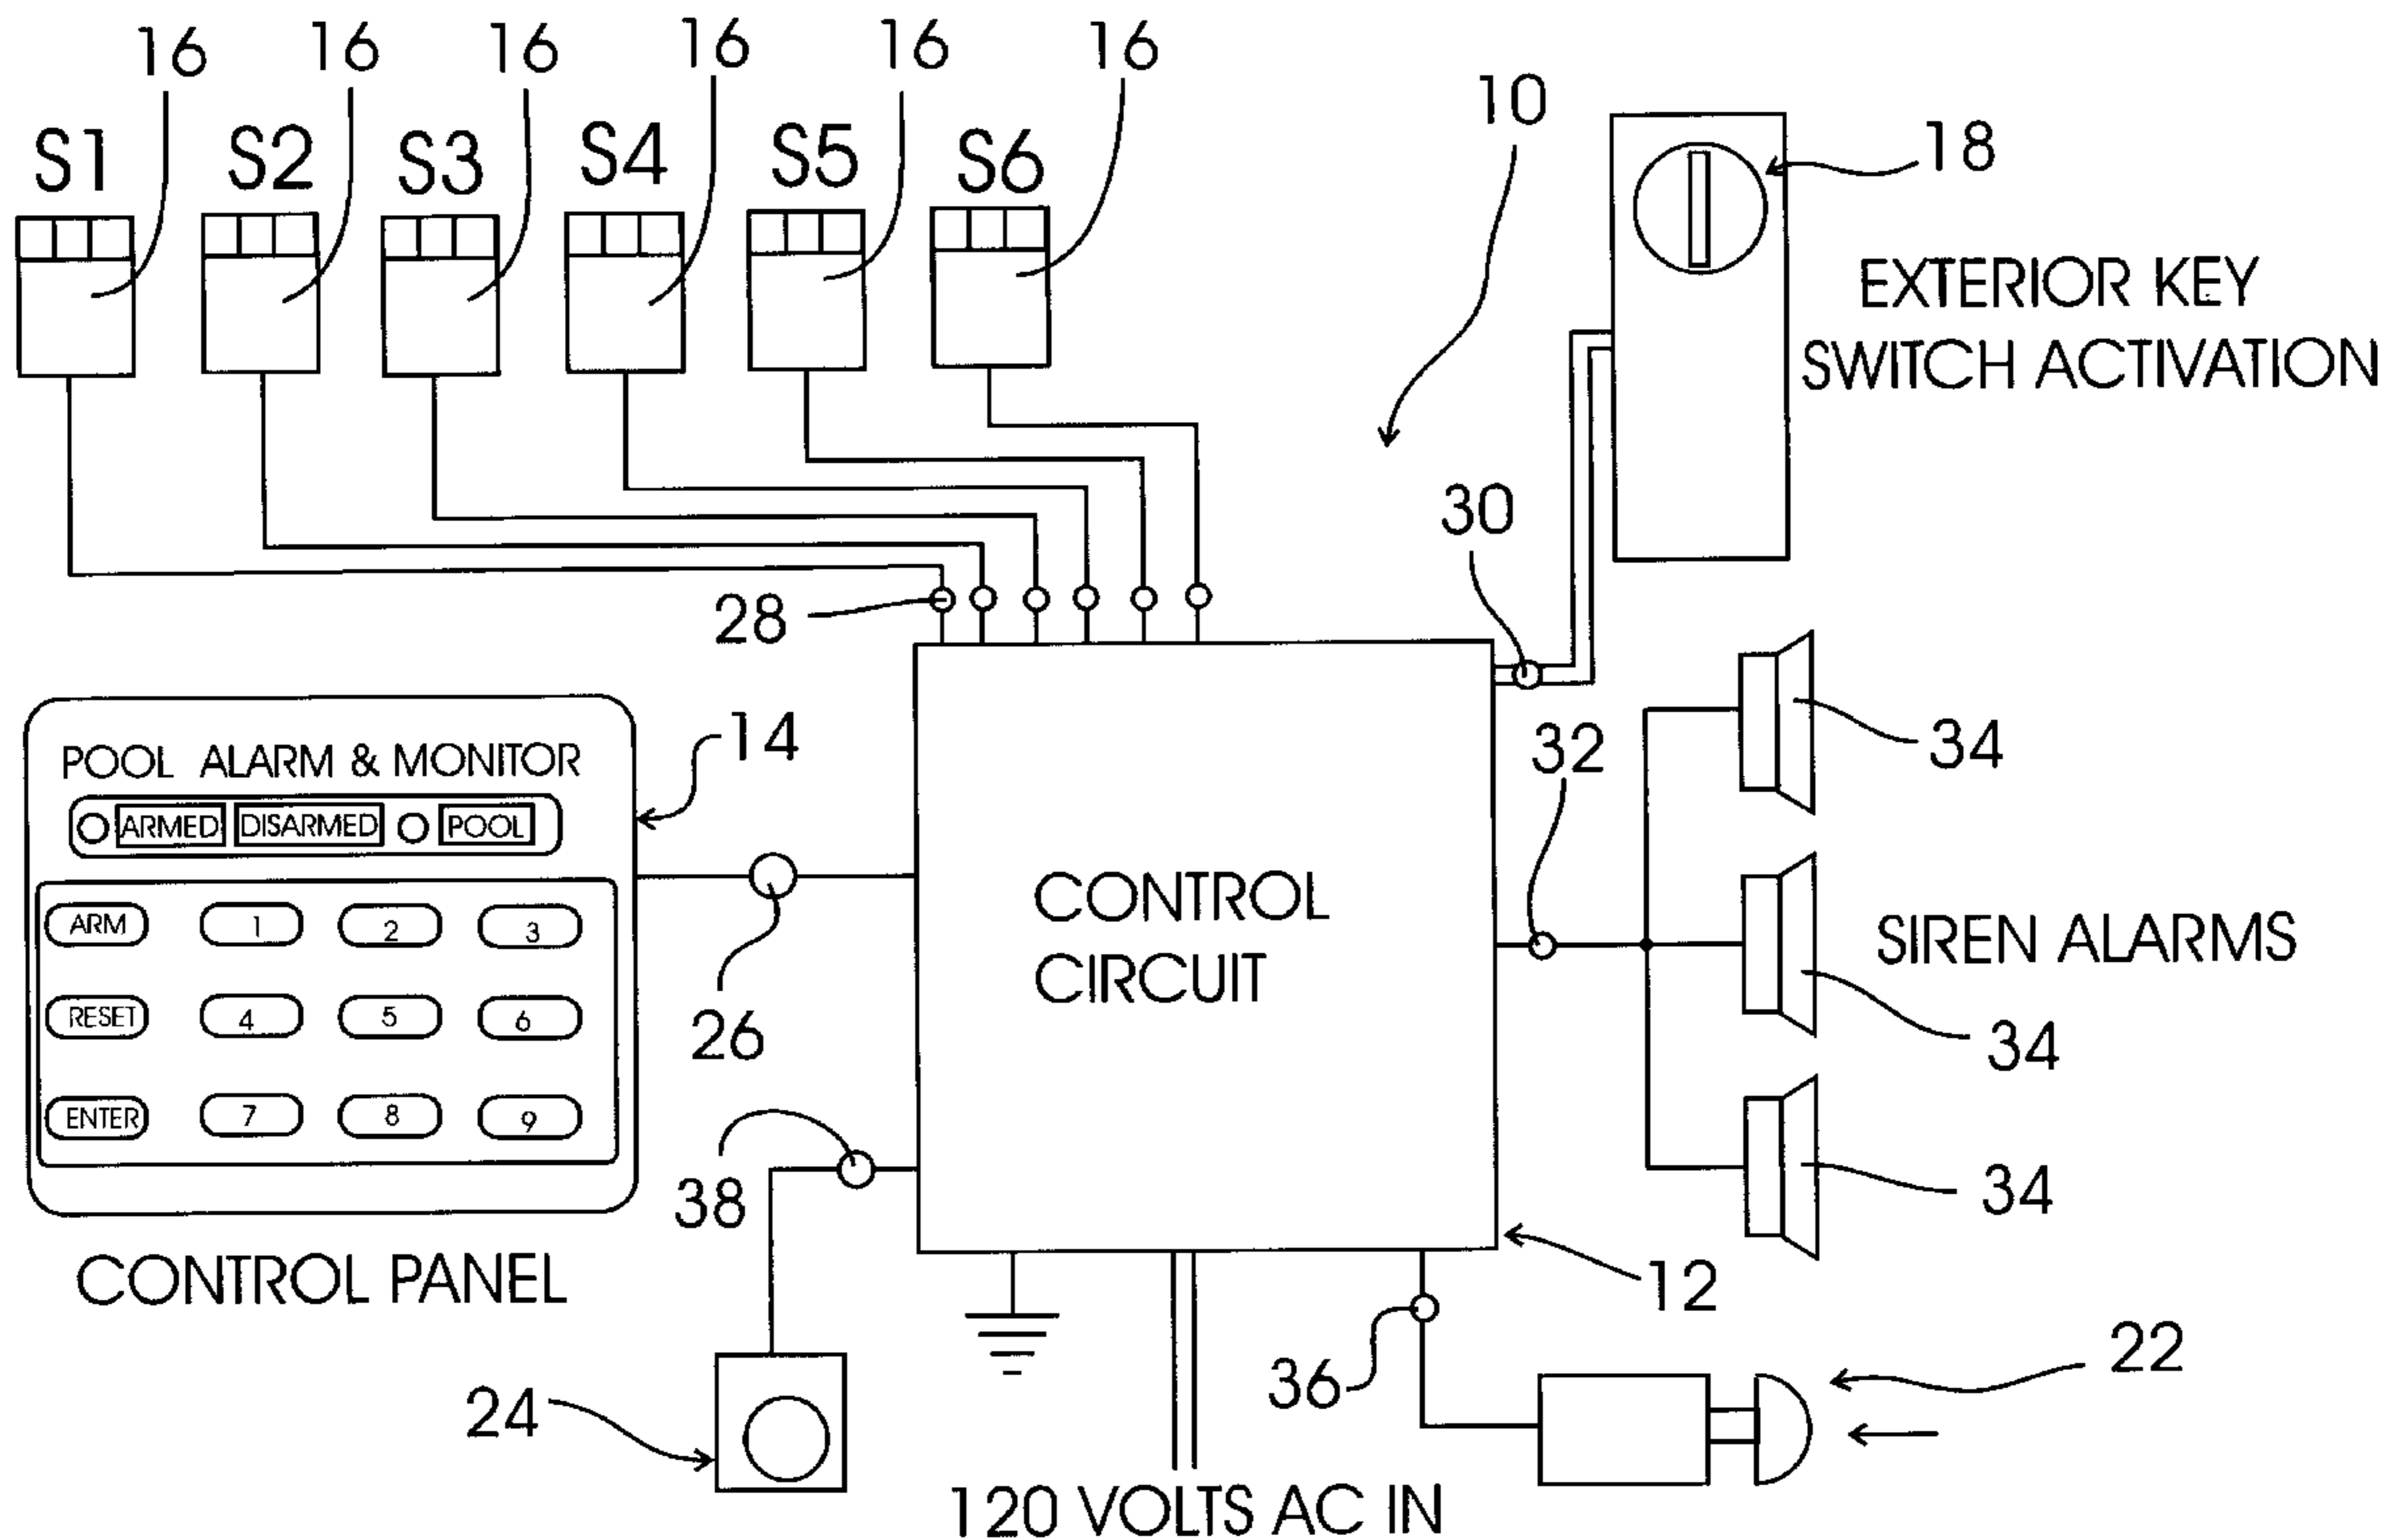 16 16 16 16 16 16
S1 S2 S3 S4 S5 S6
10
18
EXTERIOR KEY
SWITCH ACTIVATION
30
28
14
POOL ALARM & MONITOR
ARMED DISARMED POOL
ARM 1 2 3
RESET 4 5 6
ENTER 7 8 9
CONTROL PANEL
26
38
24
CONTROL
CIRCUIT
32
34
SIREN ALARMS
34
34
12
36
22
120 VOLTS AC IN